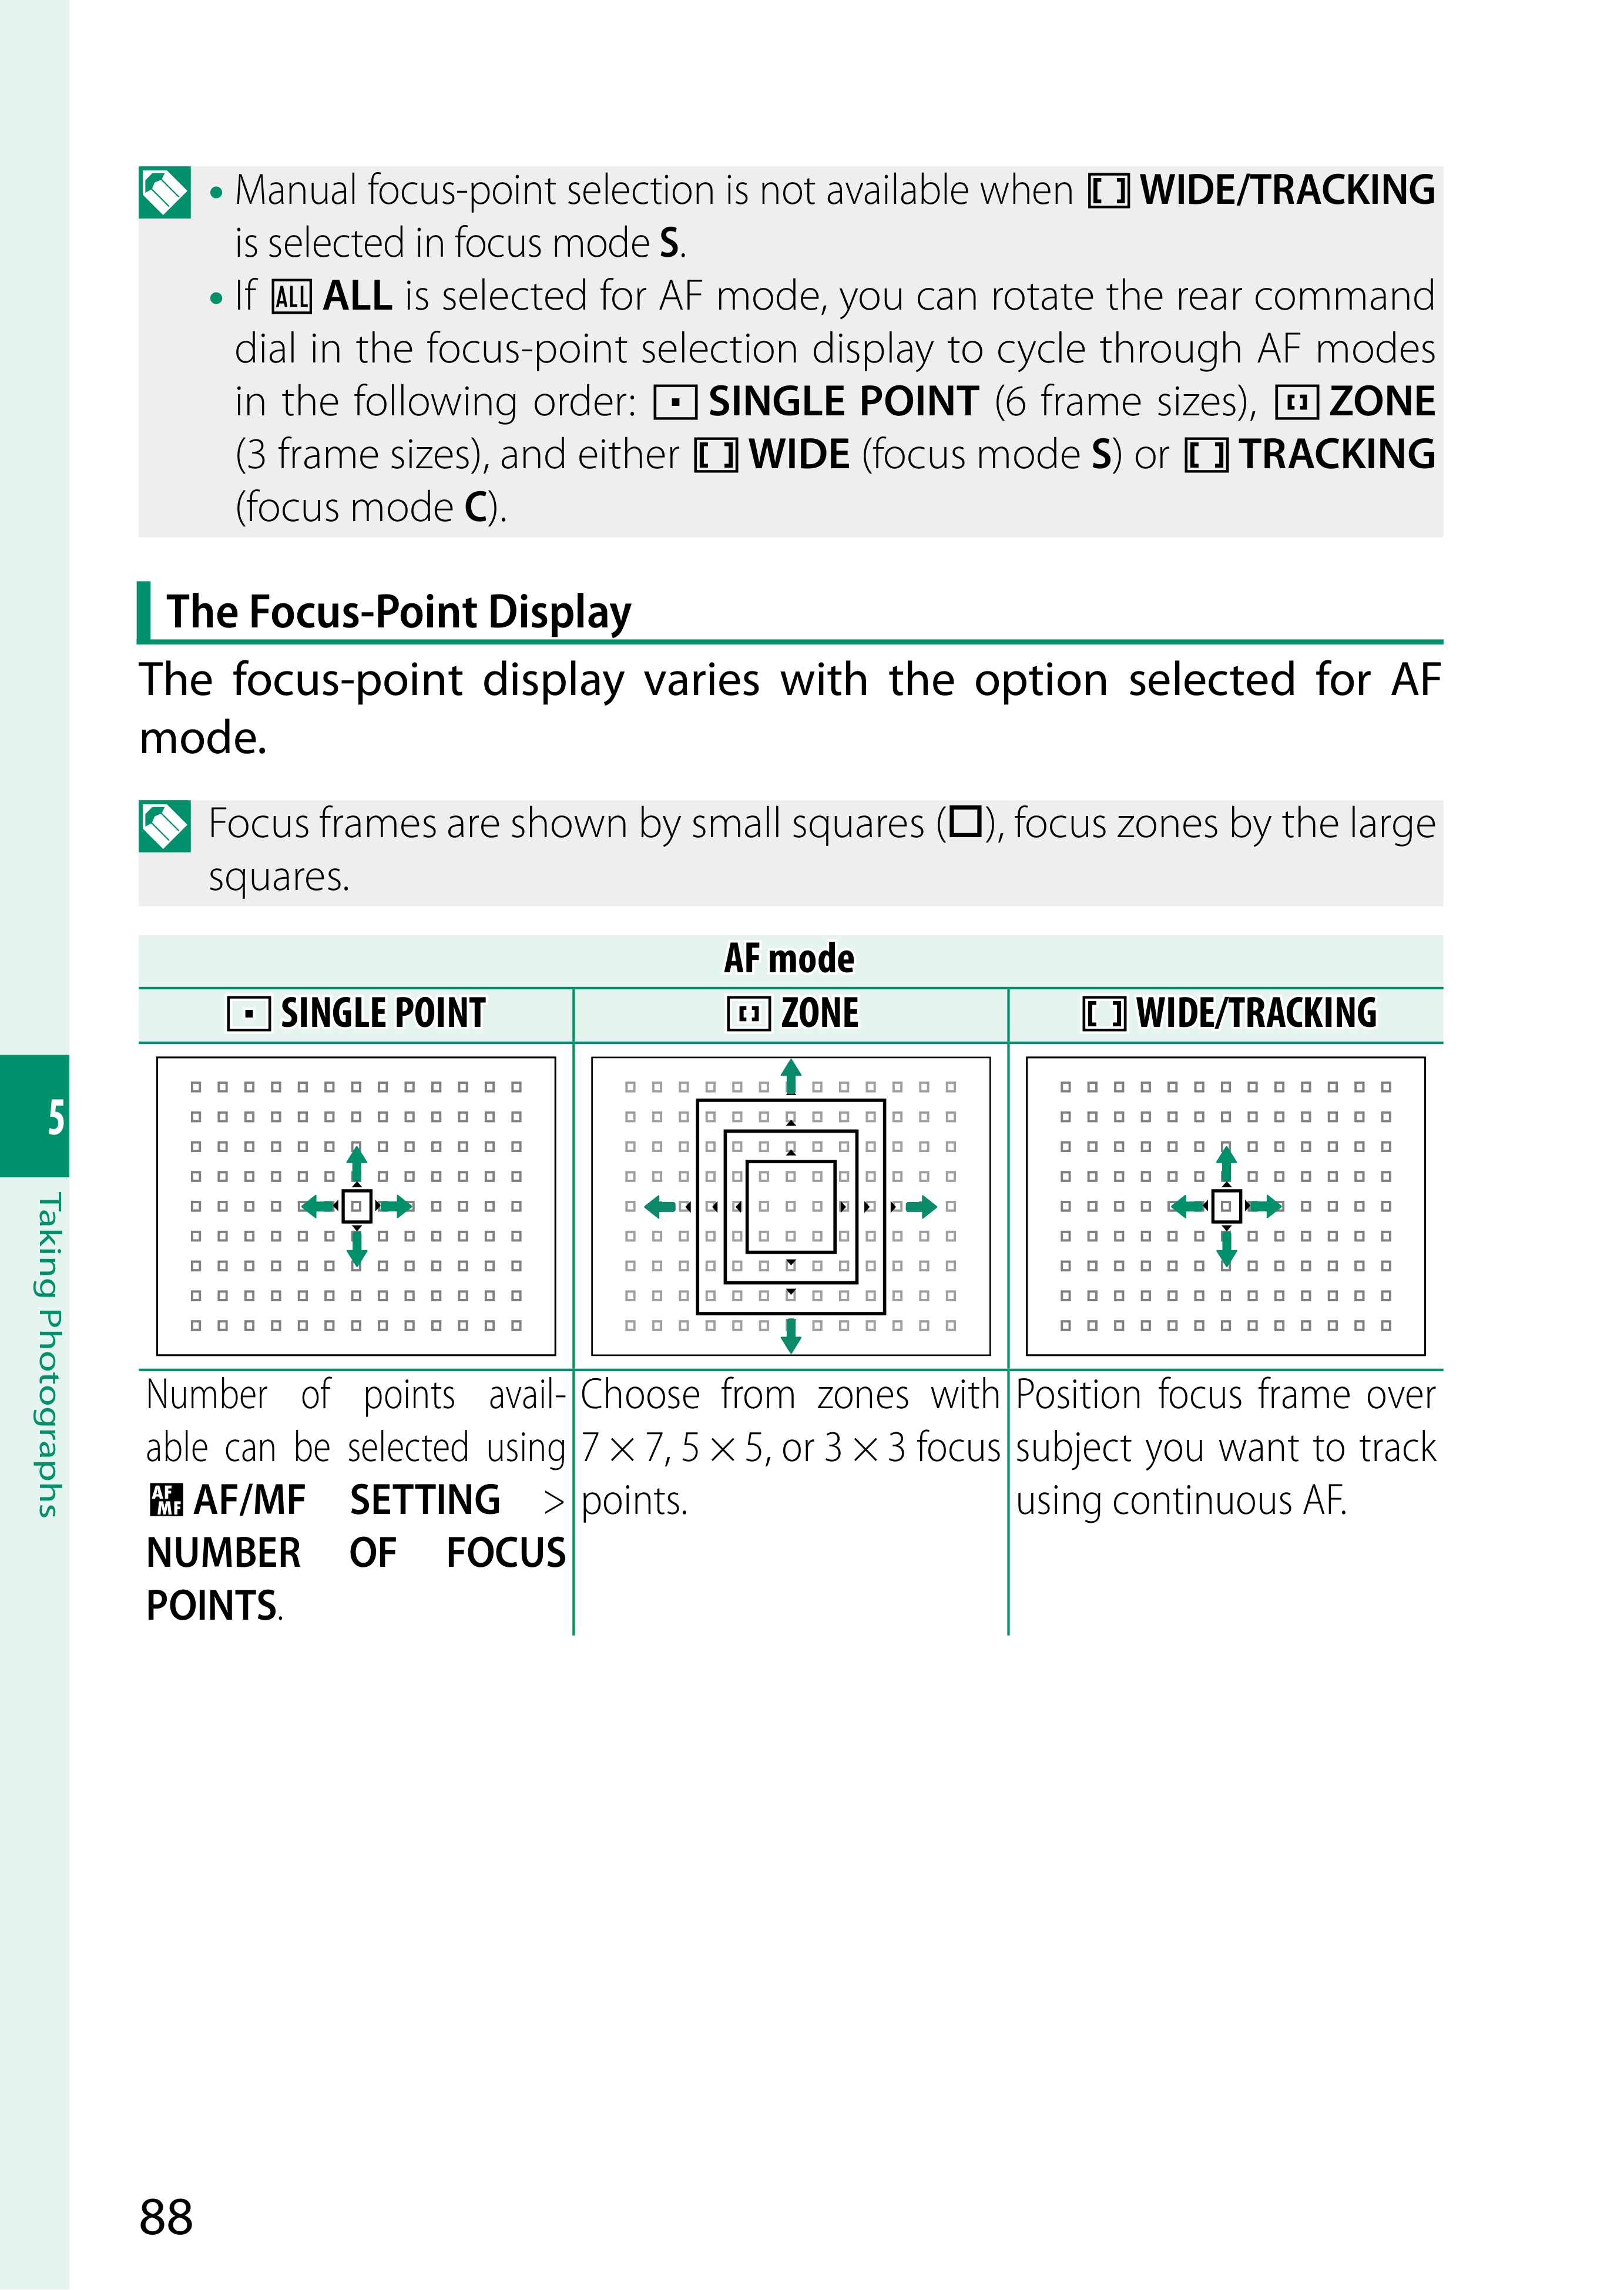 • Manual focus-point selection is not available when WIDE/TRACKING
is selected in focus mode S.
• If ALL ALL is selected for AF mode, you can rotate the rear command
dial in the focus-point selection display to cycle through AF modes
in the following order: SINGLE POINT (6 frame sizes), ZONE
(3 frame sizes), and either WIDE (focus mode S) or TRACKING
(focus mode C).
The Focus-Point Display
The focus-point display varies with the option selected for AF
mode.
Focus frames are shown by small squares (□), focus zones by the large
squares.
AF mode
SINGLE POINT
ZONE
WIDE/TRACKING
Number of points avail-
able can be selected using
AF MF AF/MF SETTING >
NUMBER OF FOCUS
POINTS.
Choose from zones with
7 × 7, 5 × 5, or 3 × 3 focus
points.
Position focus frame over
subject you want to track
using continuous AF.
5
Taking Photographs
88